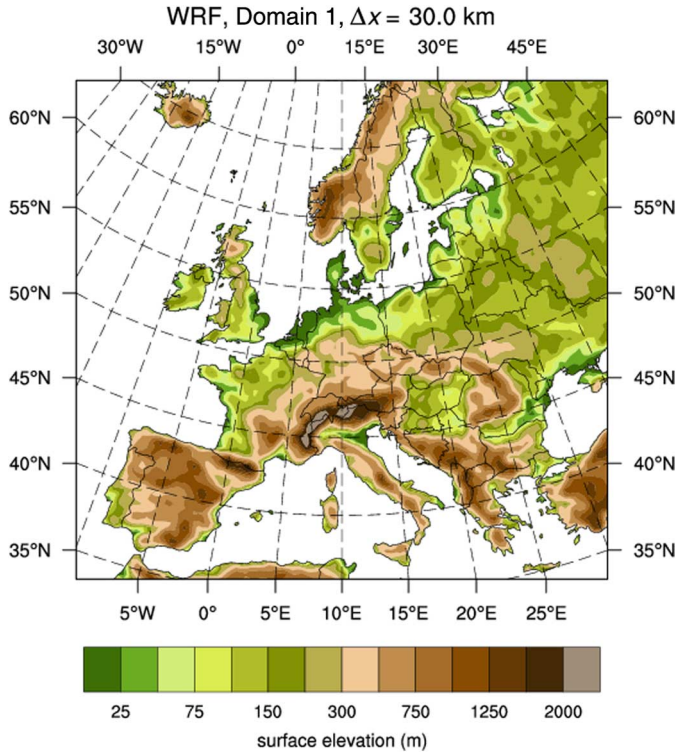 WRF, Domain 1, Δx = 30.0 km
30°W 15°W 0° 15°E 30°E 45°E
60°N 60°N
55°N 55°N
50°N 50°N
45°N 45°N
40°N 40°N
35°N 35°N
5°W 0° 5°E 10°E 15°E 20°E 25°E
25 75 150 300 750 1250 2000
surface elevation (m)